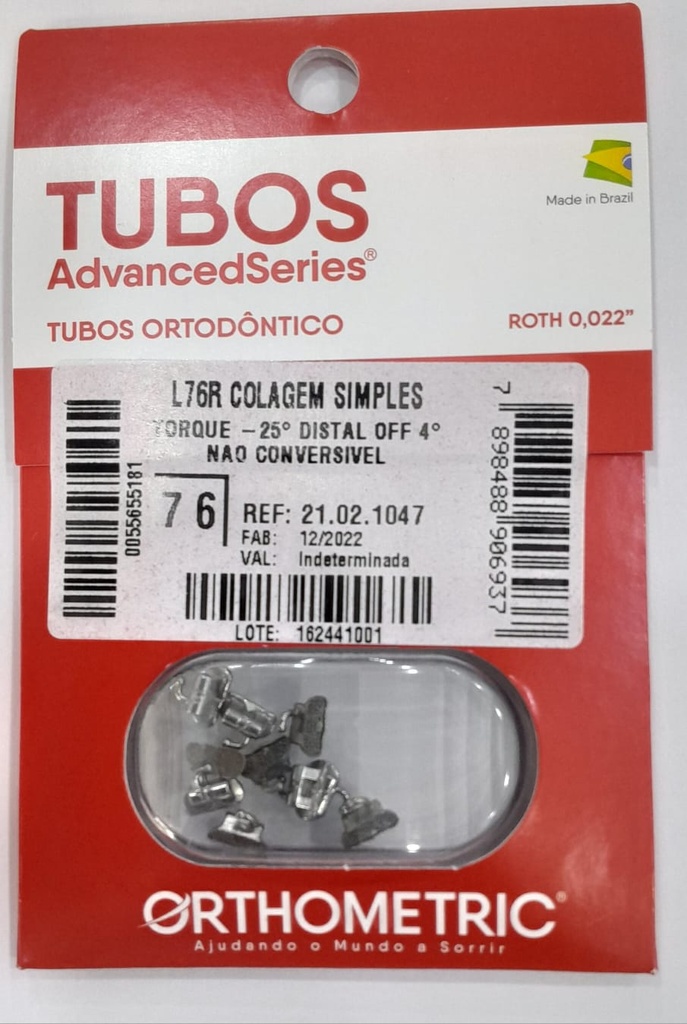 TUBOS
AdvancedSeries®
TUBOS ORTODÔNTICO
Made in Brazil
ROTH 0,022”
L76R COLAGEM SIMPLES
TORQUE -25° DISTAL OFF 4°
NAO CONVERSIVEL
0055655181
76
REF: 21.02.1047
FAB: 12/2022
VAL: Indeterminada
LOTE: 162441001
7 898488 906937
ORTHOMETRIC®
Ajudando o Mundo a Sorrir